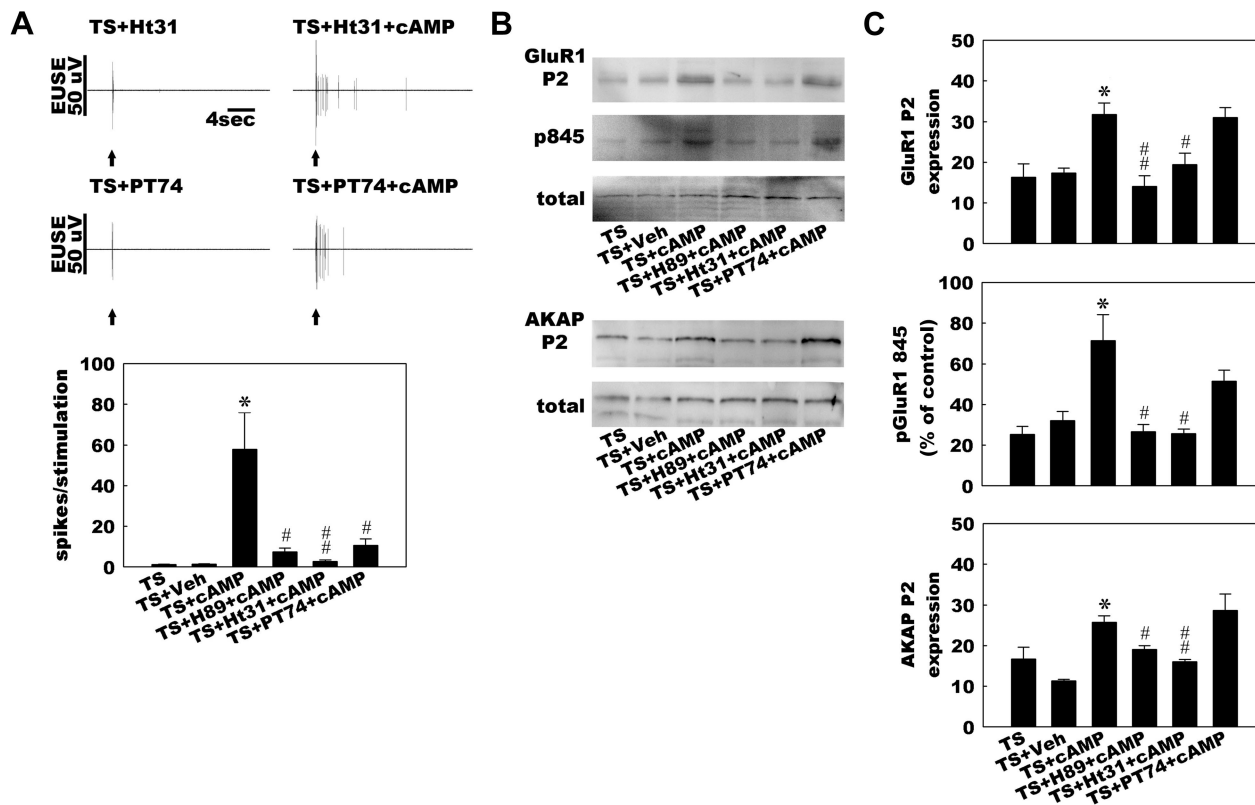 A
TS+Ht31
TS+Ht31+cAMP
EUSE
50 uV
4sec
TS+PT74
TS+PT74+cAMP
EUSE
50 uV
100
80
60
40
20
0
spikes/stimulation
*
#
#
#
#
TS
TS+Veh
TS+cAMP
TS+H89+cAMP
TS+Ht31+cAMP
TS+PT74+cAMP
B
GluR1
P2
p845
total
TS
TS+Veh
TS+cAMP
TS+H89+cAMP
TS+Ht31+cAMP
TS+PT74+cAMP
AKAP
P2
total
TS
TS+Veh
TS+cAMP
TS+H89+cAMP
TS+Ht31+cAMP
TS+PT74+cAMP
C
50
40
30
20
10
0
GluR1 P2
expression
*
#
#
#
100
80
60
40
20
0
pGluR1 845
(% of control)
*
#
#
50
40
30
20
10
0
AKAP P2
expression
*
#
#
#
TS
TS+Veh
TS+cAMP
TS+H89+cAMP
TS+Ht31+cAMP
TS+PT74+cAMP